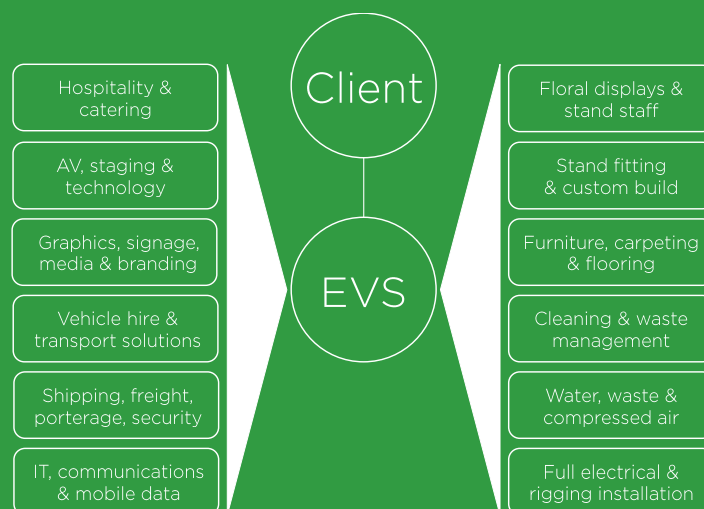 Client
EVS
Hospitality &
catering
AV, staging &
technology
Graphics, signage,
media & branding
Vehicle hire &
transport solutions
Shipping, freight,
porterage, security
IT, communications
& mobile data
Floral displays &
stand staff
Stand fitting
& custom build
Furniture, carpeting
& flooring
Cleaning & waste
management
Water, waste &
compressed air
Full electrical &
rigging installation